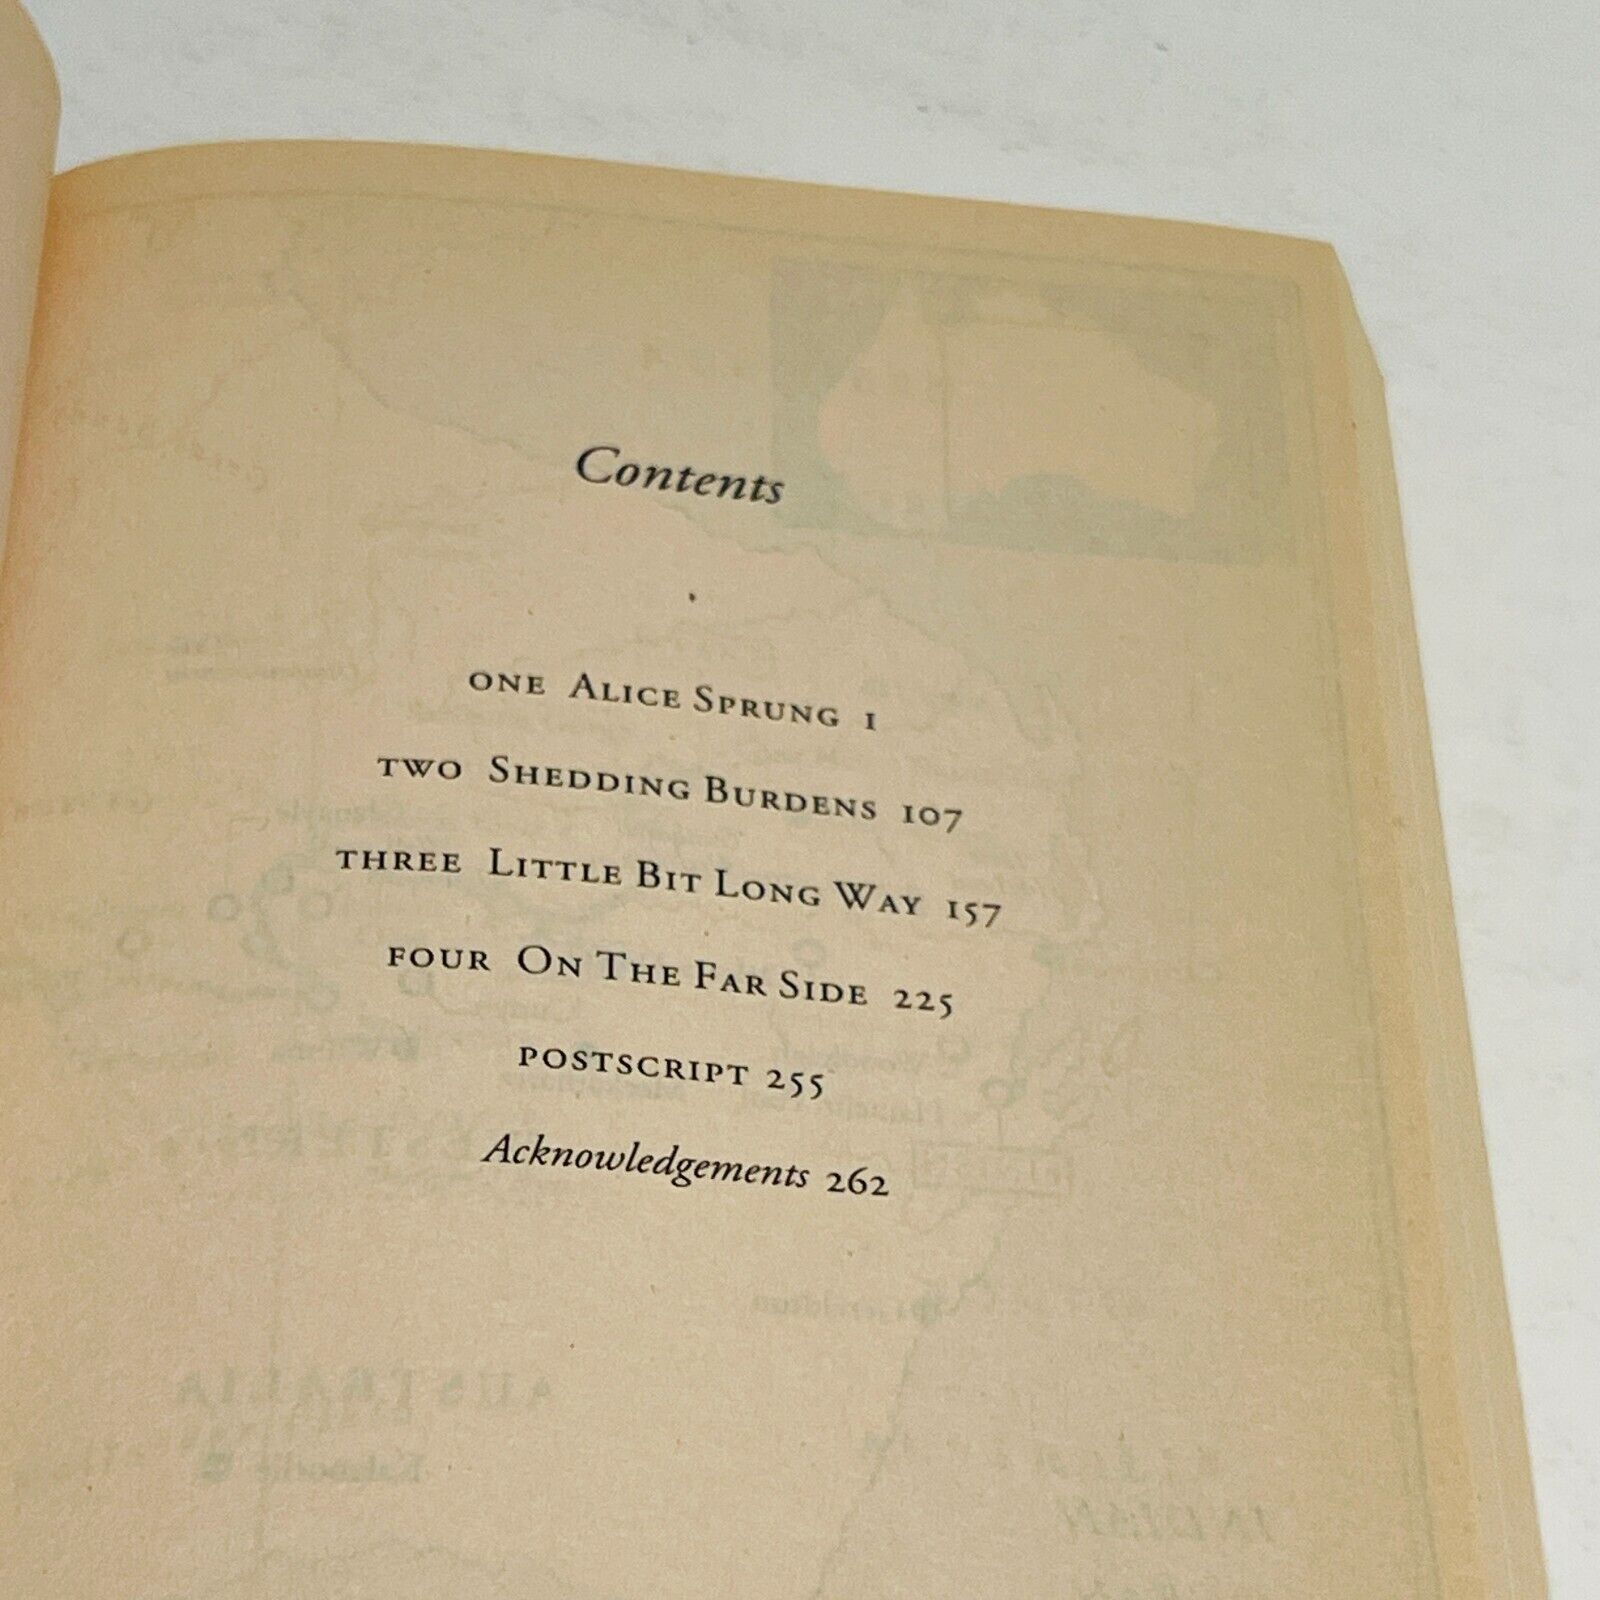 Contents
ONE ALICE SPRUNG 1
TWO SHEDDING BURDENS 107
THREE LITTLE BIT LONG WAY 157
FOUR ON THE FAR SIDE 225
POSTSCRIPT 255
Acknowledgements 262